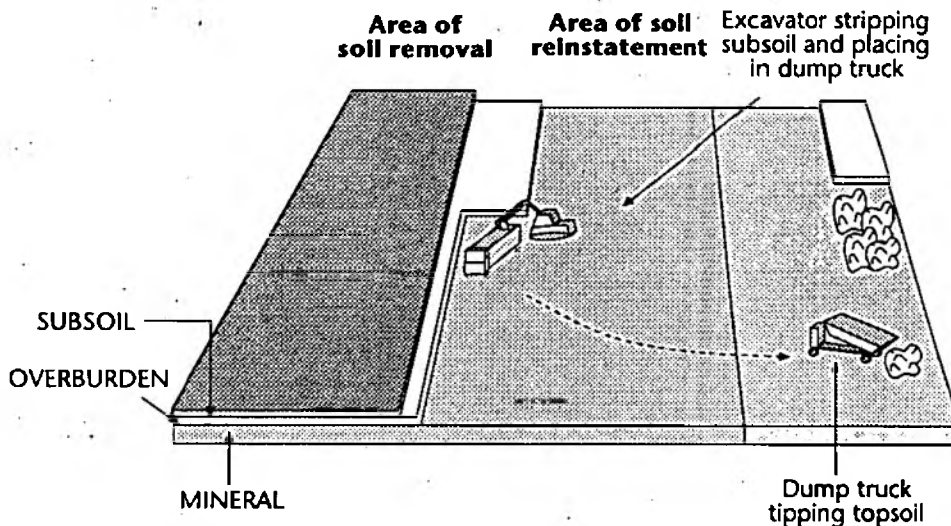 Area of
soil removal
Area of soil
reinstatement
Excavator stripping
subsoil and placing
in dump truck
SUBSOIL
OVERBURDEN
MINERAL
Dump truck
tipping topsoil